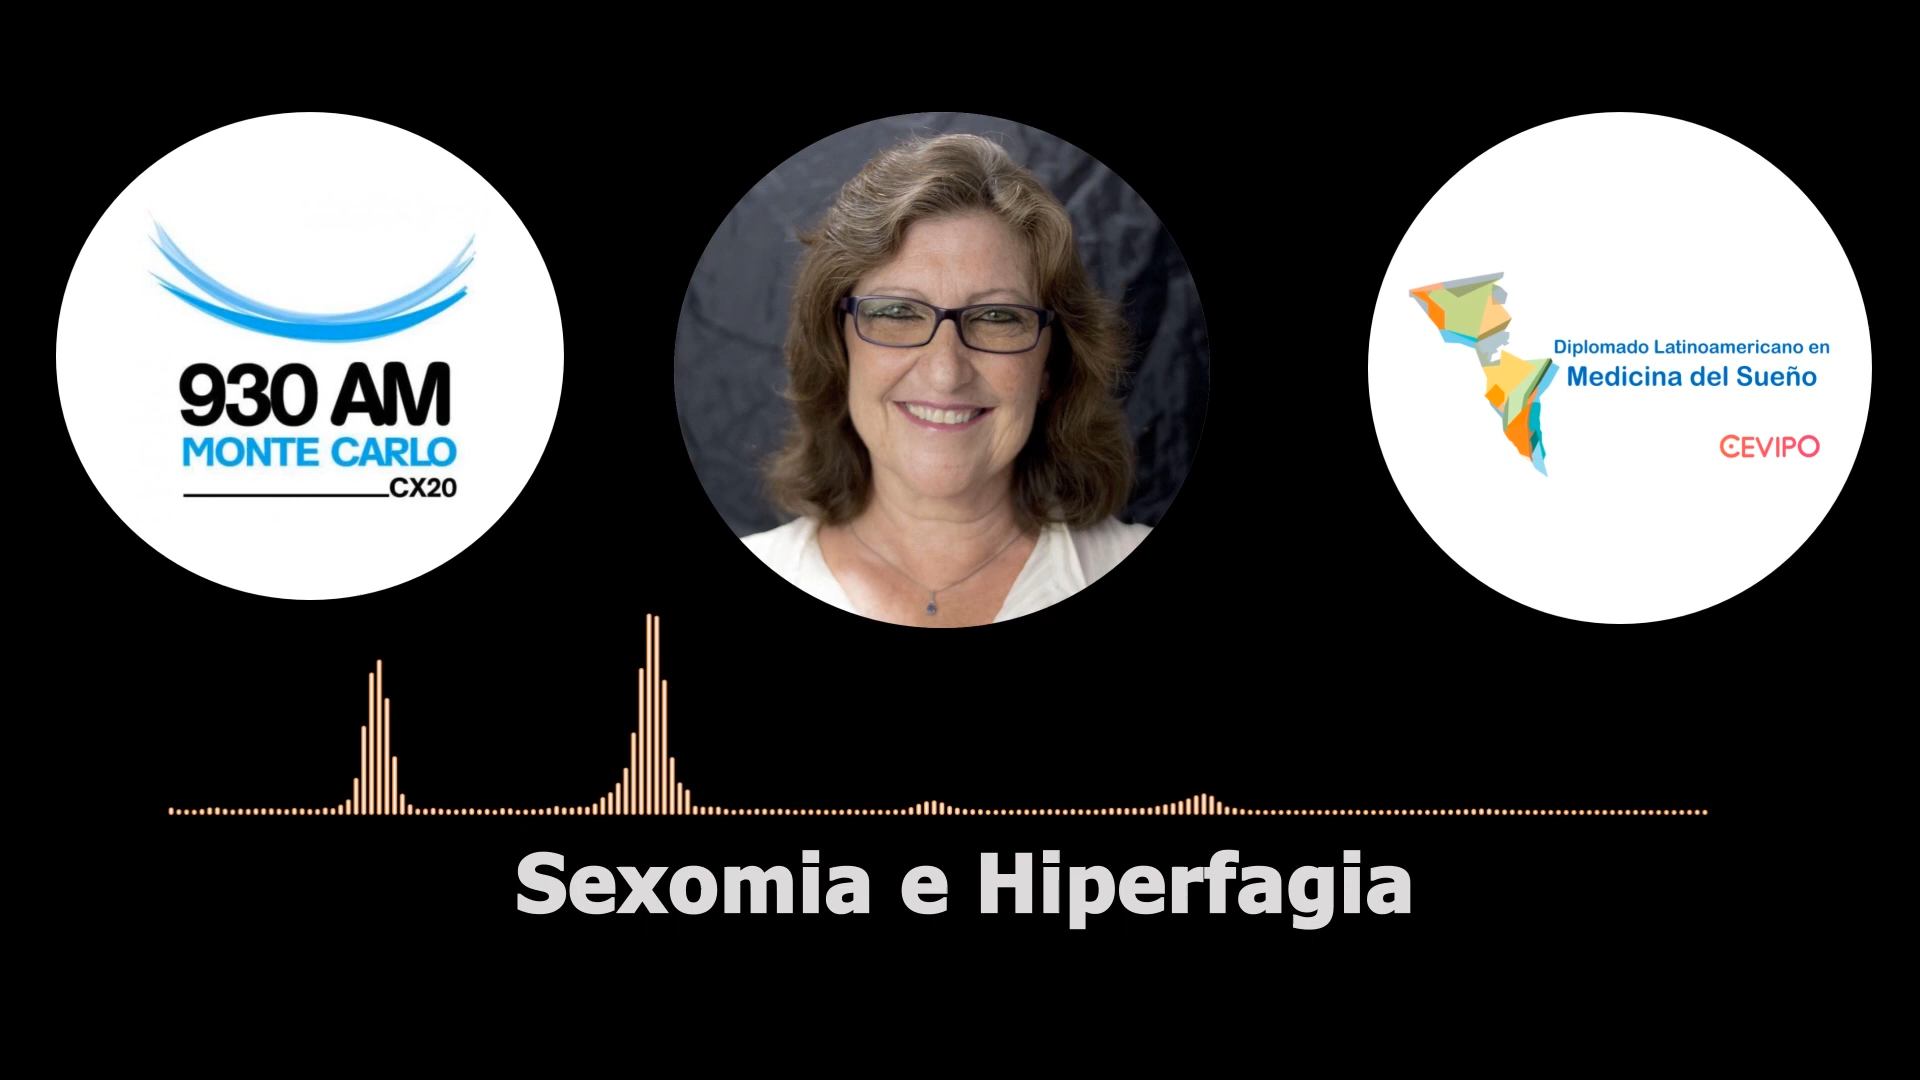 930 AM
MONTE CARLO
CX20
Diplomado Latinoamericano en
Medicina del Sueño
CEVIPO
Sexomia e Hiperfagia